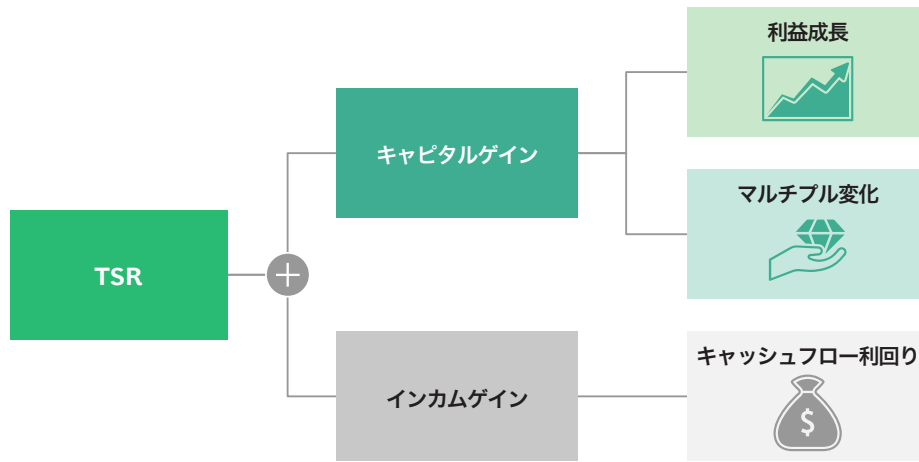 利益成長
キャピタルゲイン
マルチプル変化
TSR
インカムゲイン
キャッシュフロー利回り
$